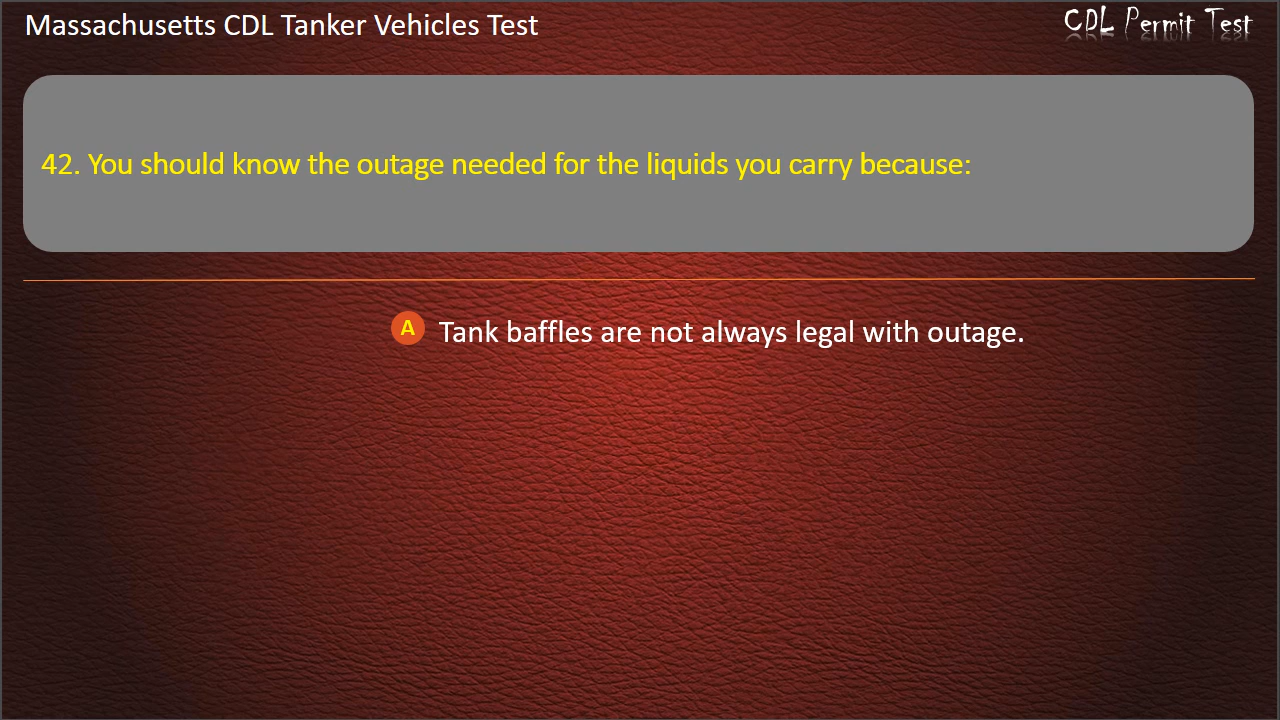 Massachusetts CDL Tanker Vehicles Test
CDL Permit Test
42. You should know the outage needed for the liquids you carry because:
A Tank baffles are not always legal with outage.